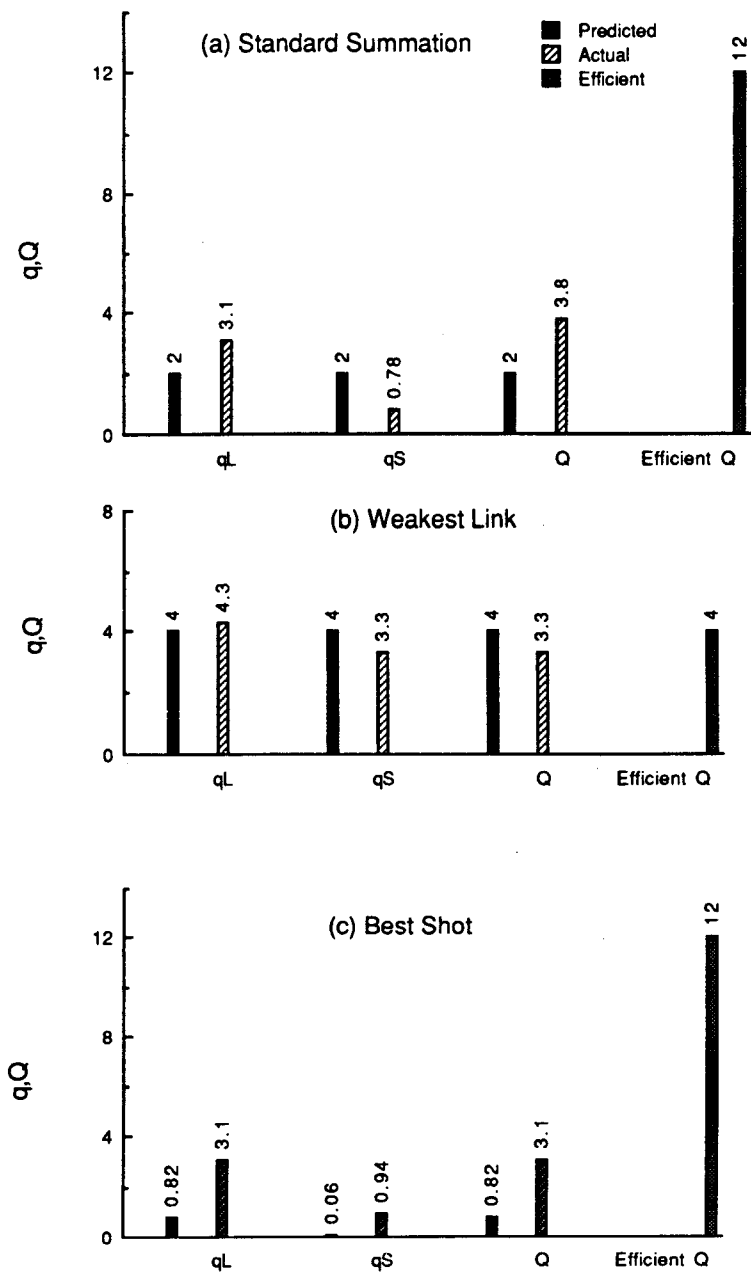 (a) Standard Summation
Predicted
Actual
Efficient
12
8
4
0
q,Q
2
3.1
2
0.78
2
3.8
12
qL
qS
Q
Efficient Q
(b) Weakest Link
8
4
0
q,Q
4
4.3
4
3.3
4
3.3
4
qL
qS
Q
Efficient Q
(c) Best Shot
12
8
4
0
q,Q
0.82
3.1
0.06
0.94
0.82
3.1
12
qL
qS
Q
Efficient Q